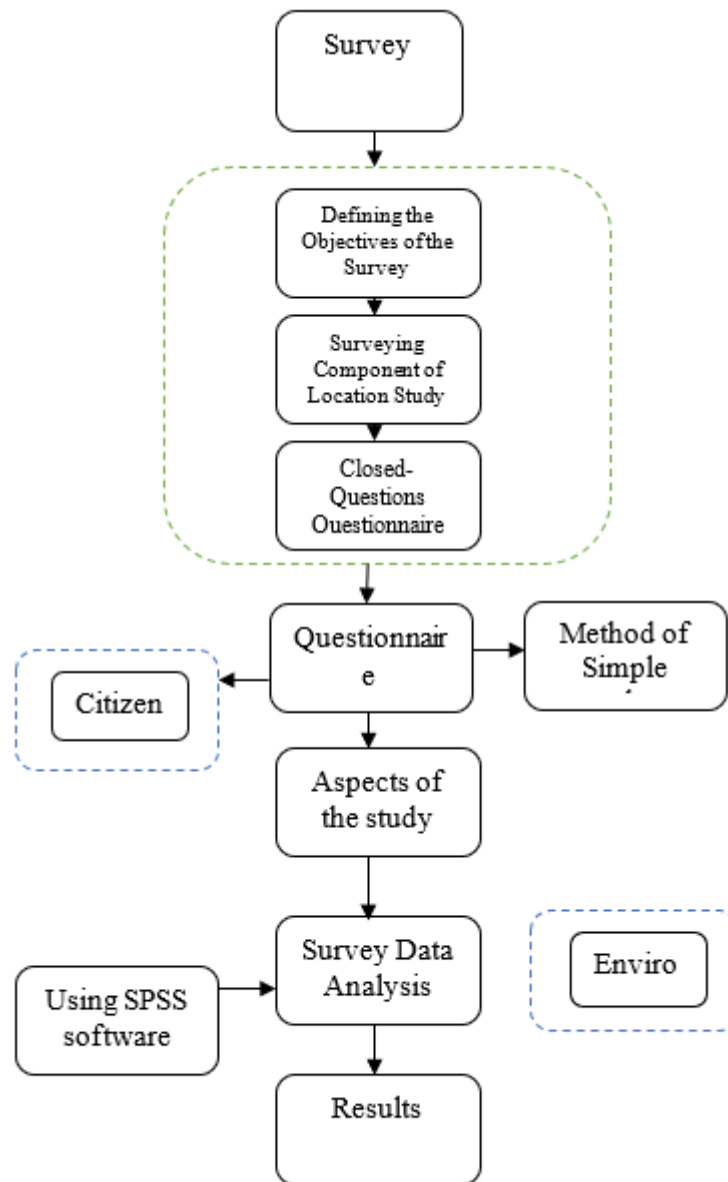 Survey
Defining the
Objectives of the
Survey
Surveying
Component of
Location Study
Closed-
Questions
Ouestionnaire
Questionnair
e
Method of
Simple
Citizen
Aspects of
the study
Survey Data
Analysis
Enviro
Using SPSS
software
Results